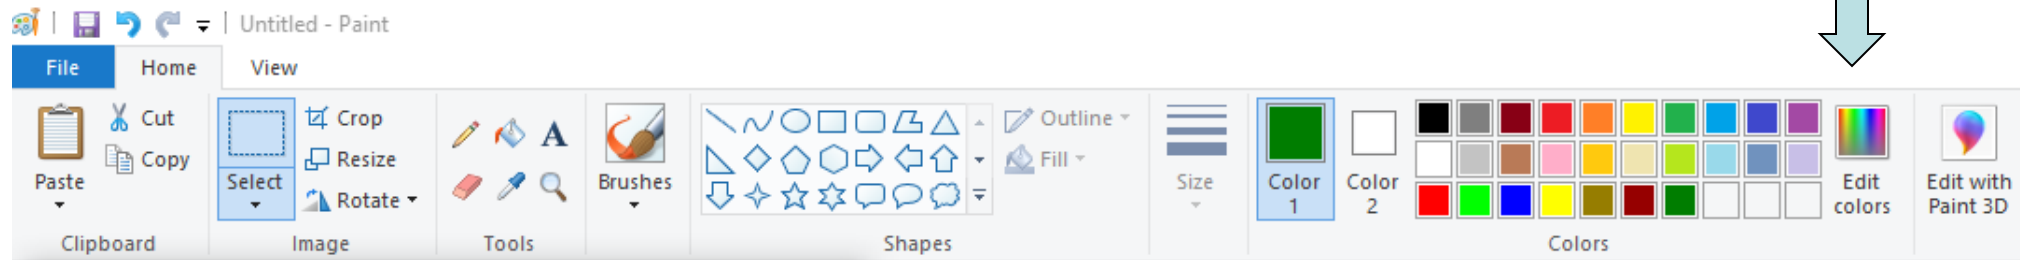 Untitled - Paint
File Home View
Paste
Cut
Copy
Clipboard
Select
Crop
Resize
Rotate
Image
A
Tools
Brushes
Shapes
Outline
Fill
Size
Color
1
Color
2
Edit
colors
Colors
Edit with
Paint 3D